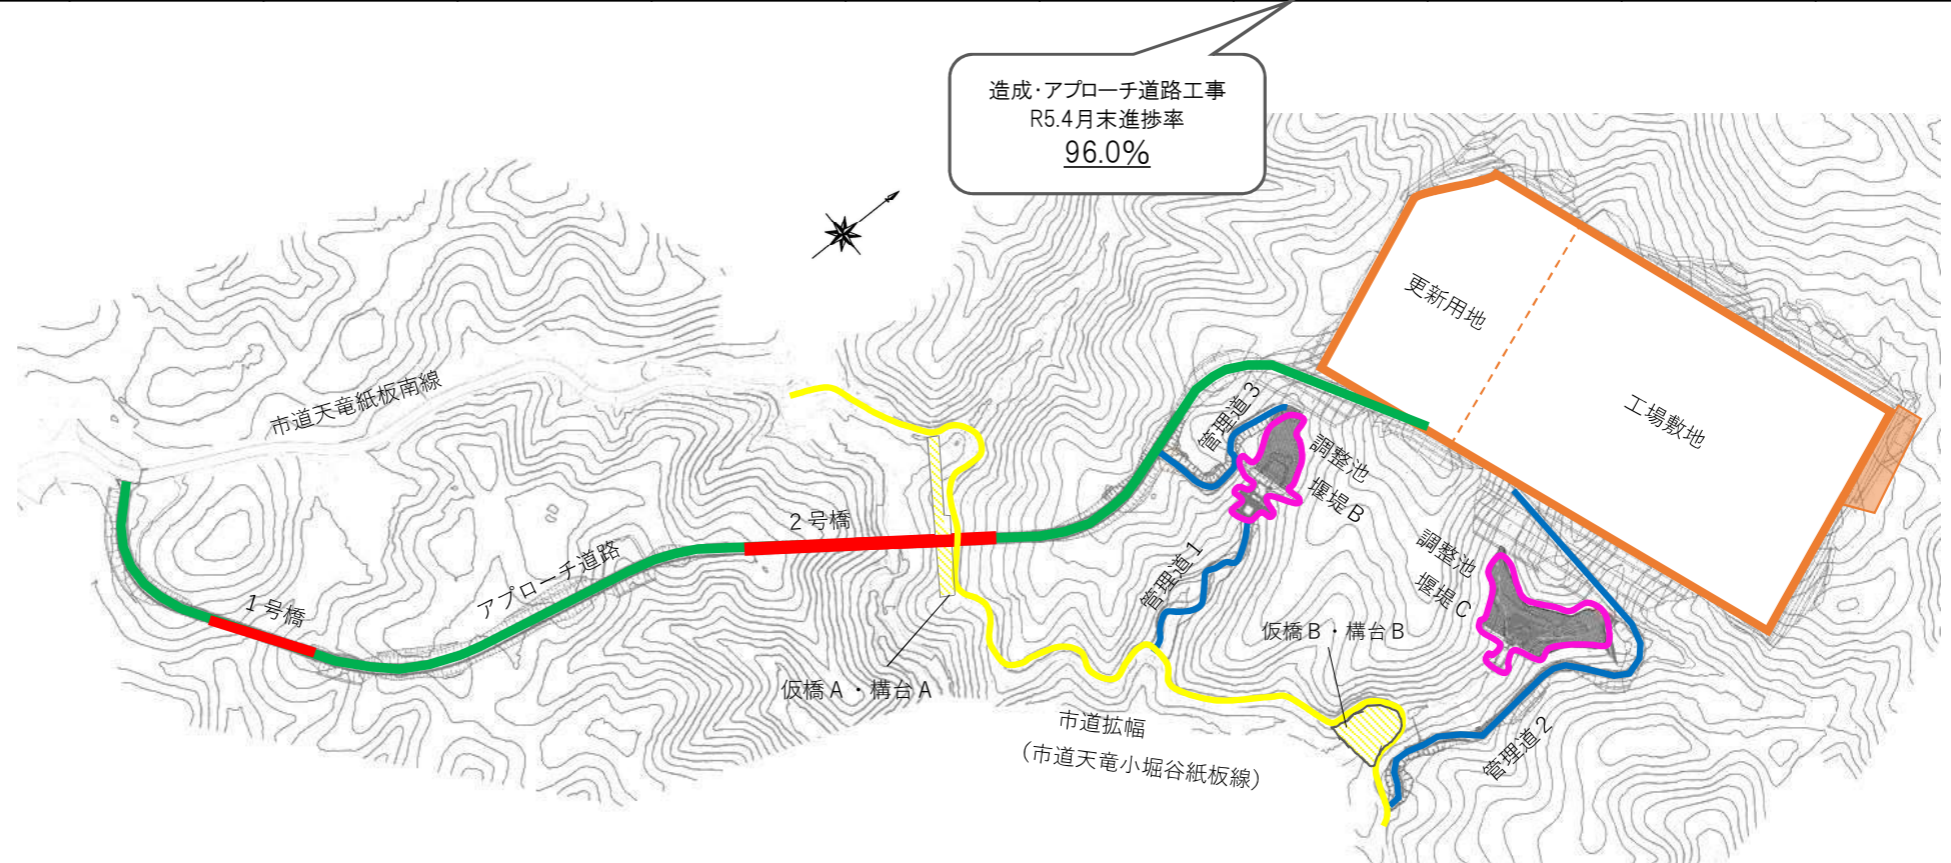 造成・アプローチ道路工事
R5.4月末進捗率
96.0%
更新用地
工場敷地
市道天竜紙板南線
管理道3
調整池
堰堤B
2号橋
調整池
堰堤C
アプローチ道路
管理道1
1号橋
仮橋B・構台B
仮橋A・構台A
市道拡幅
(市道天竜小堀谷紙板線)
管理道2